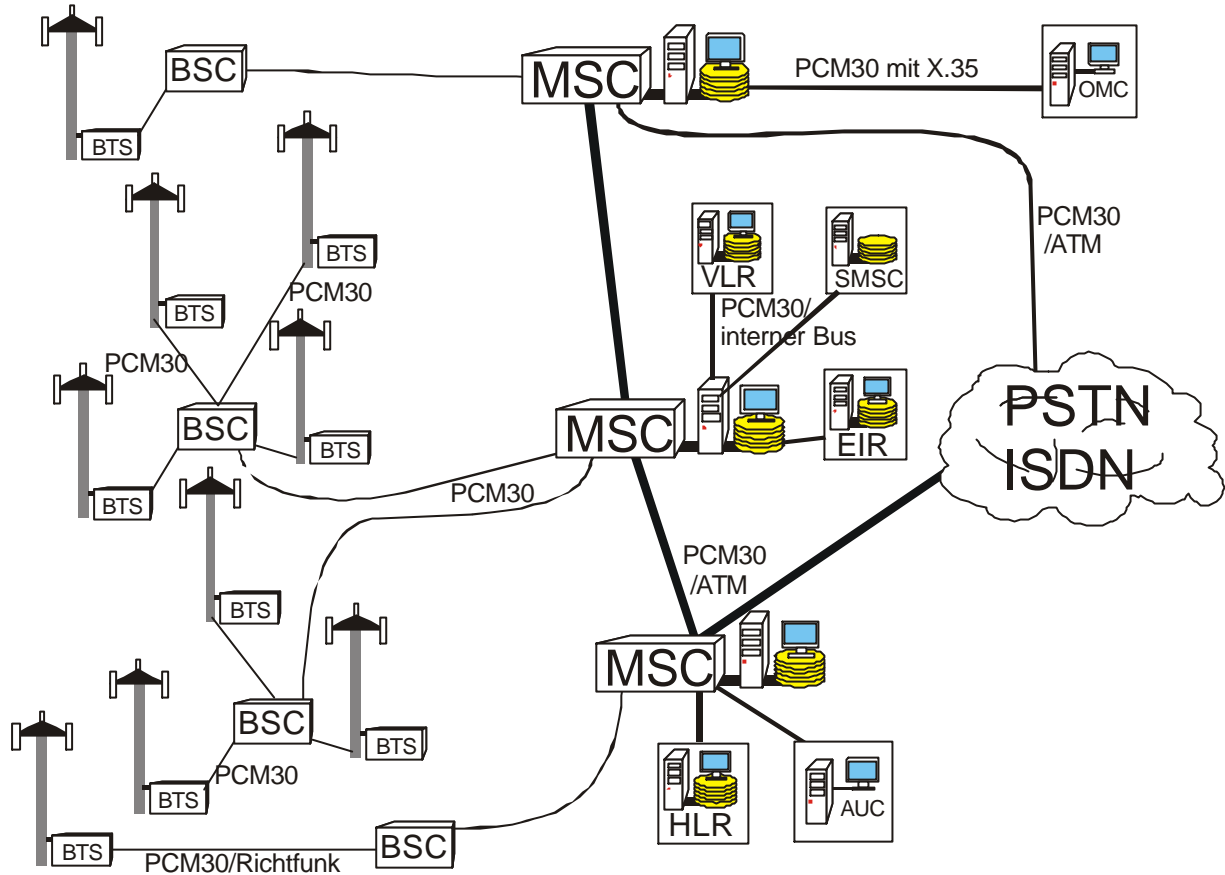 BSC
MSC
PCM30 mit X.35
OMC
BTS
BTS
PCM30
/ATM
VLR
SMSC
PCM30
BTS
PCM30/
interner Bus
PCM30
PSTN
ISDN
BSC
MSC
EIR
BTS
BTS
PCM30
PCM30
/ATM
BTS
MSC
BSC
BTS
PCM30
BTS
HLR
AUC
BTS
BSC
PCM30/Richtfunk